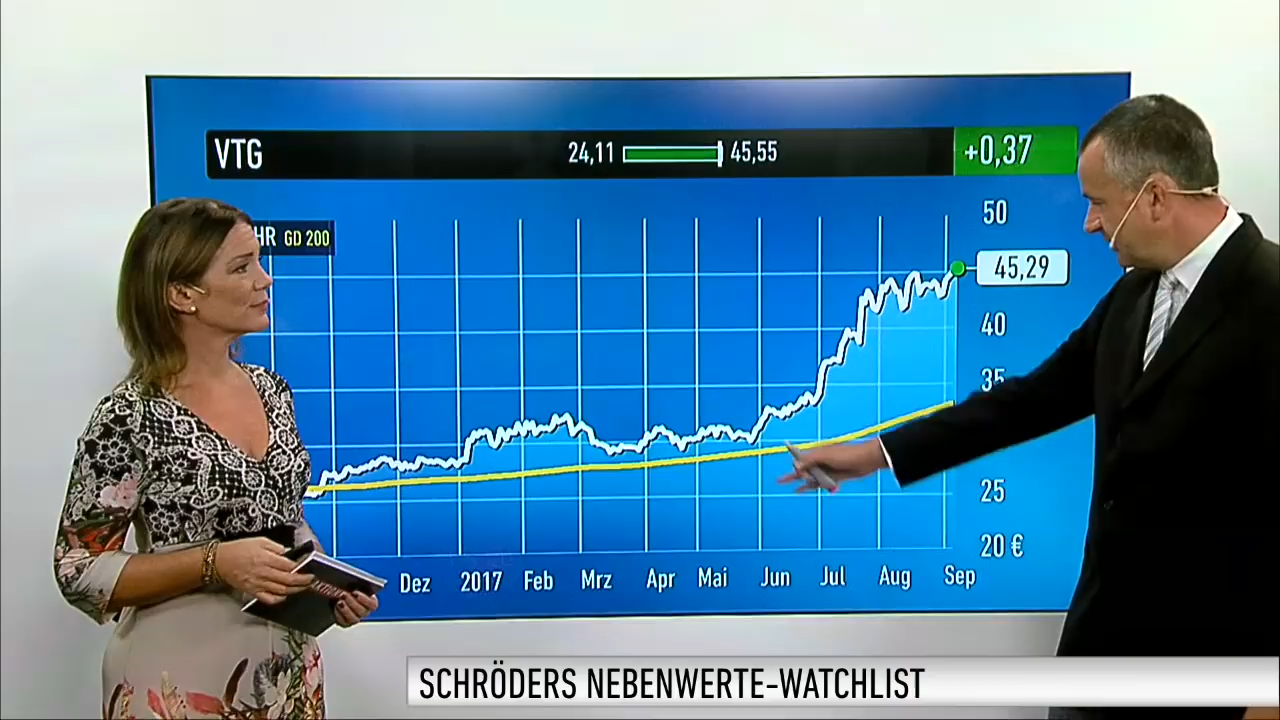 VTG 24,11 45,55 +0,37
HR GD 200
50
45,29
40
35
25
20 €
Dez 2017 Feb Mrz Apr Mai Jun Jul Aug Sep
SCHRÖDERS NEBENWERTE-WATCHLIST